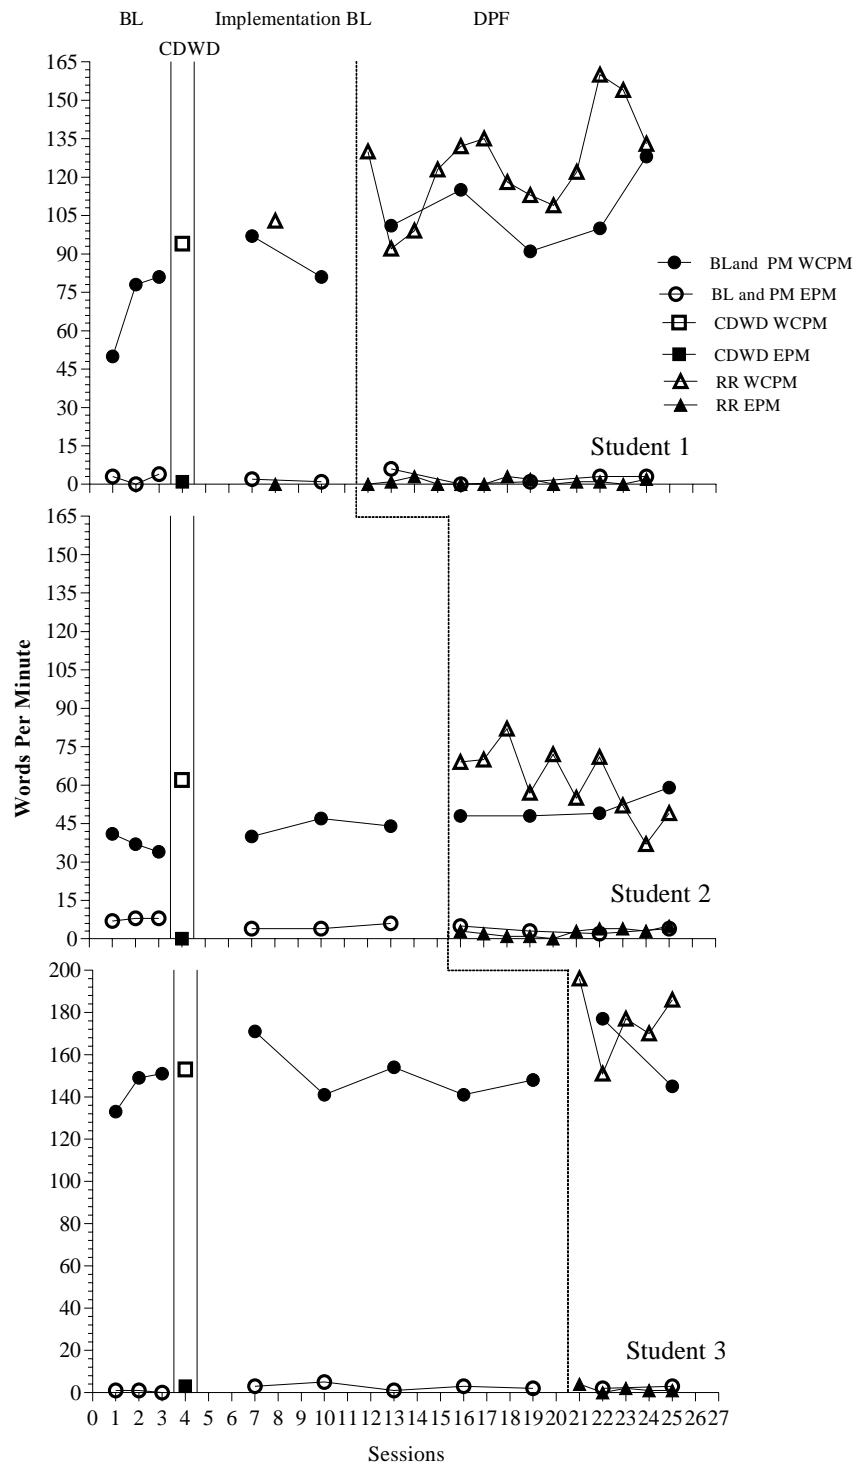 BL Implementation BL DPF
CDWD
165
150
135
120
105
90
75
60
45
30
15
0
BLand PM WCPM
BL and PM EPM
CDWD WCPM
CDWD EPM
RR WCPM
RR EPM
Student 1
Words Per Minute
165
150
135
120
105
90
75
60
45
30
15
0
Student 2
200
180
160
140
120
100
80
60
40
20
0
Student 3
0 1 2 3 4 5 6 7 8 9 10 11 12 13 14 15 16 17 18 19 20 21 22 23 24 25 26 27
Sessions